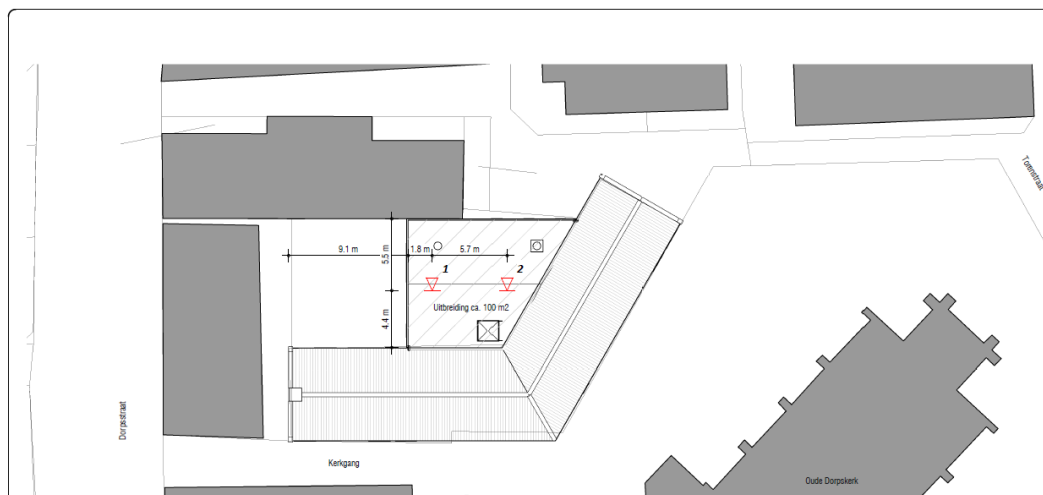 Torenstraat
9.1 m
1.8 m
5.7 m
5.5 m
1
2
Uitbreiding ca. 100 m2
4.4 m
Dorpsstraat
Kerkgang
Oude Dorpskerk